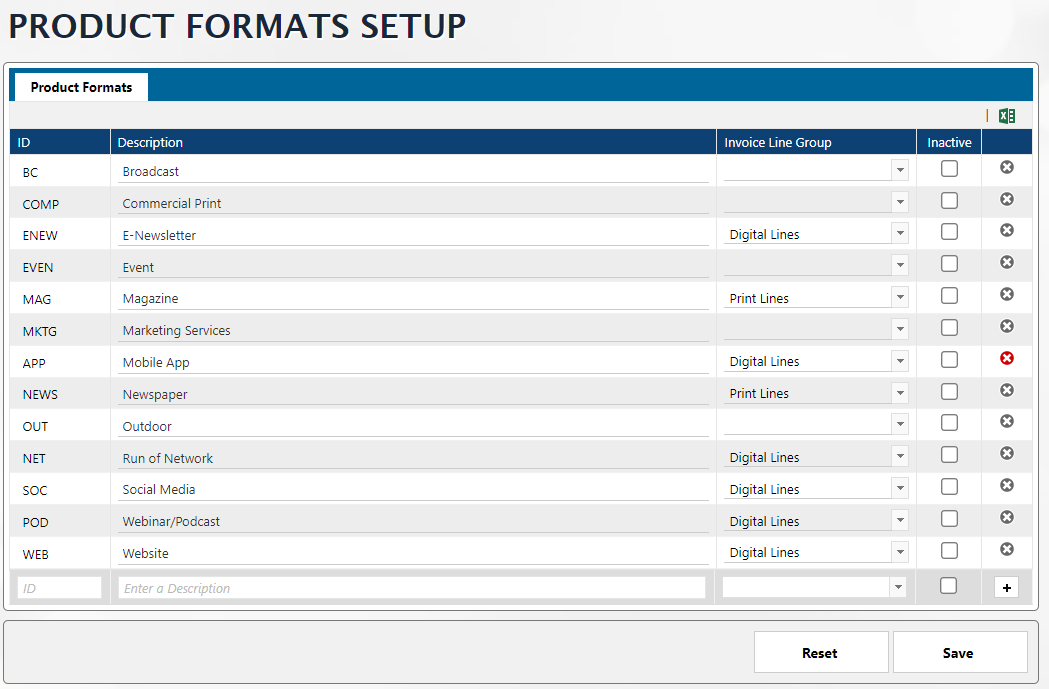 PRODUCT FORMATS SETUP
Product Formats
ID Description Invoice Line Group Inactive
BC Broadcast
COMP Commercial Print
ENEW E-Newsletter Digital Lines
EVEN Event
MAG Magazine Print Lines
MKTG Marketing Services
APP Mobile App Digital Lines
NEWS Newspaper Print Lines
OUT Outdoor
NET Run of Network Digital Lines
SOC Social Media Digital Lines
POD Webinar/Podcast Digital Lines
WEB Website Digital Lines
ID Enter a Description
Reset Save